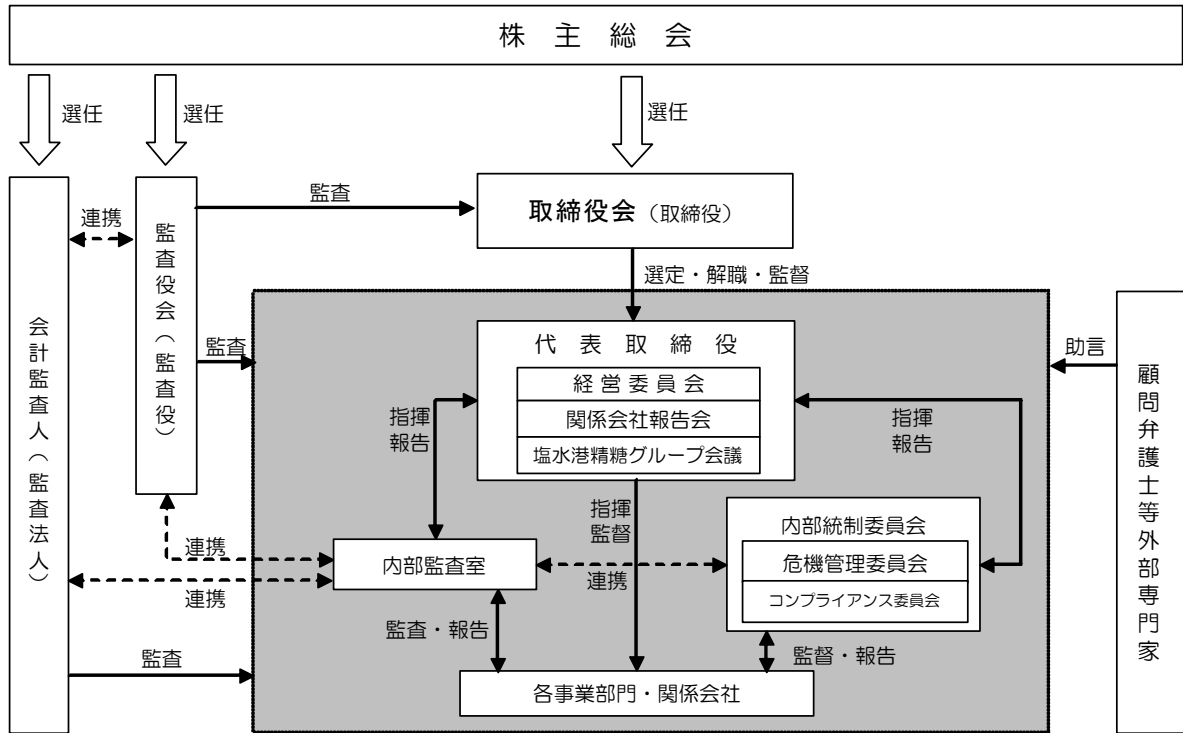 株主総会
選任
選任
選任
会計監査人（監査法人）
連携
監査役会（監査役）
監査
取締役会（取締役）
選定・解職・監督
監査
代表取締役
経営委員会
関係会社報告会
塩水港精糖グループ会議
指揮
報告
指揮
報告
助言
顧問弁護士等外部専門家
指揮
監督
内部統制委員会
危機管理委員会
コンプライアンス委員会
連携
連携
内部監査室
連携
監査・報告
監督・報告
監査
各事業部門・関係会社